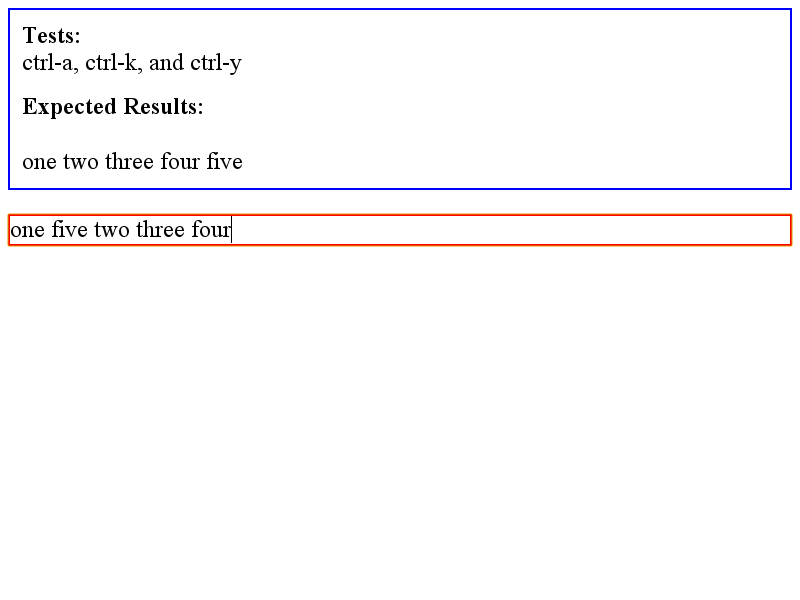 Tests:
ctrl-a, ctrl-k, and ctrl-y
Expected Results:
one two three four five
one five two three four